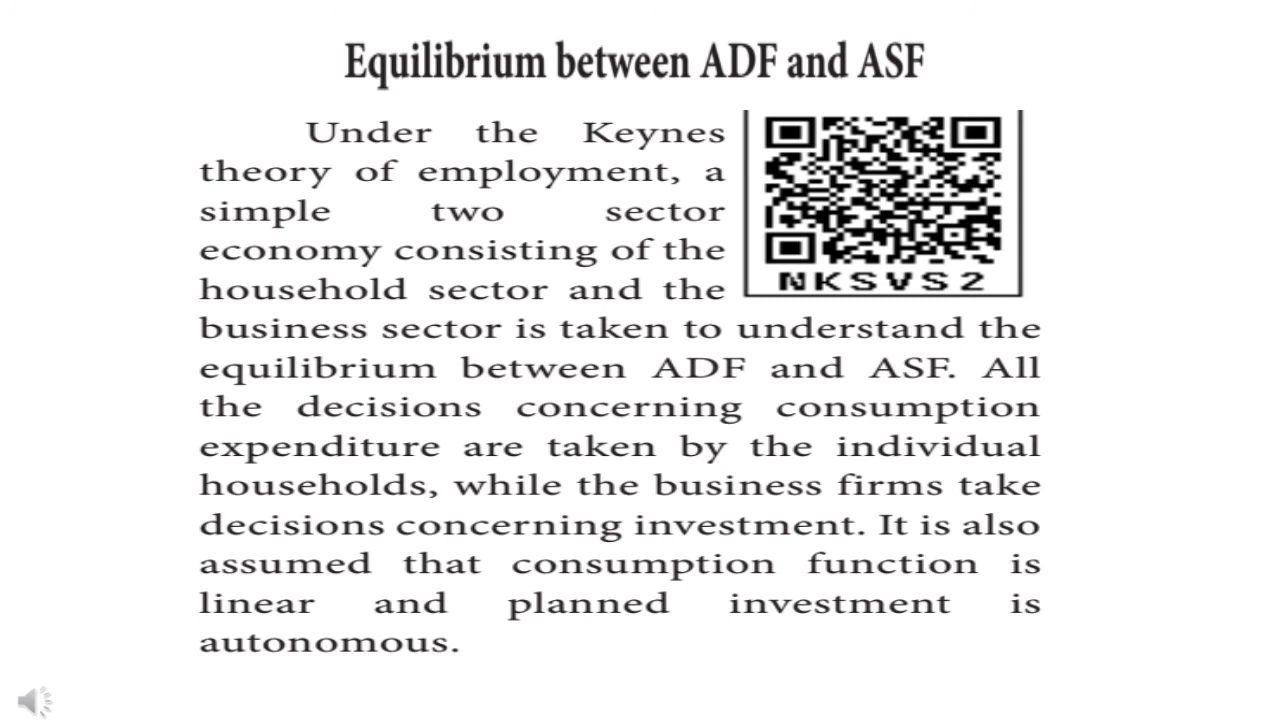 Equilibrium between ADF and ASF
Under the Keynes
theory of employment, a
simple two sector
economy consisting of the
household sector and the
NKSVS2
business sector is taken to understand the
equilibrium between ADF and ASF. All
the decisions concerning consumption
expenditure are taken by the individual
households, while the business firms take
decisions concerning investment. It is also
assumed that consumption function is
linear and planned investment is
autonomous.